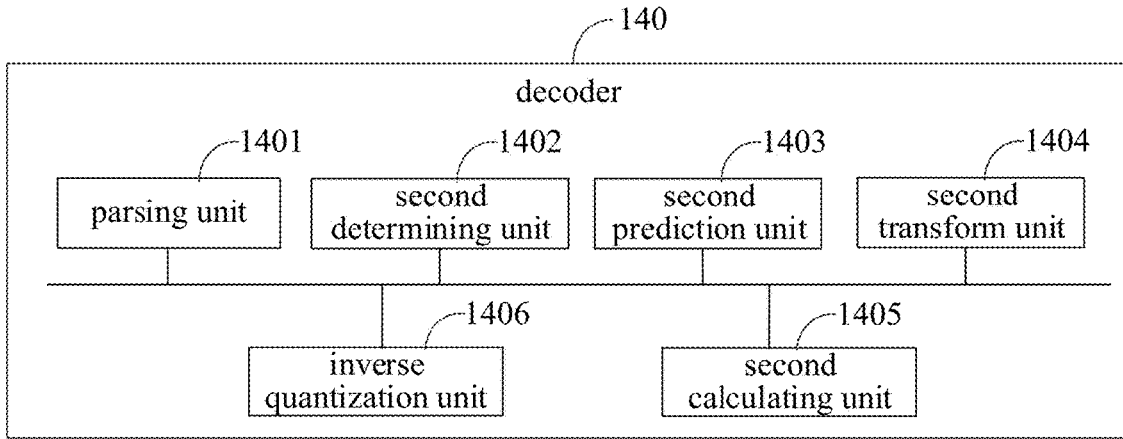 140
decoder
1401
1402
1403
1404
parsing unit
second
determining unit
second
prediction unit
second
transform unit
1406
1405
inverse
quantization unit
second
calculating unit